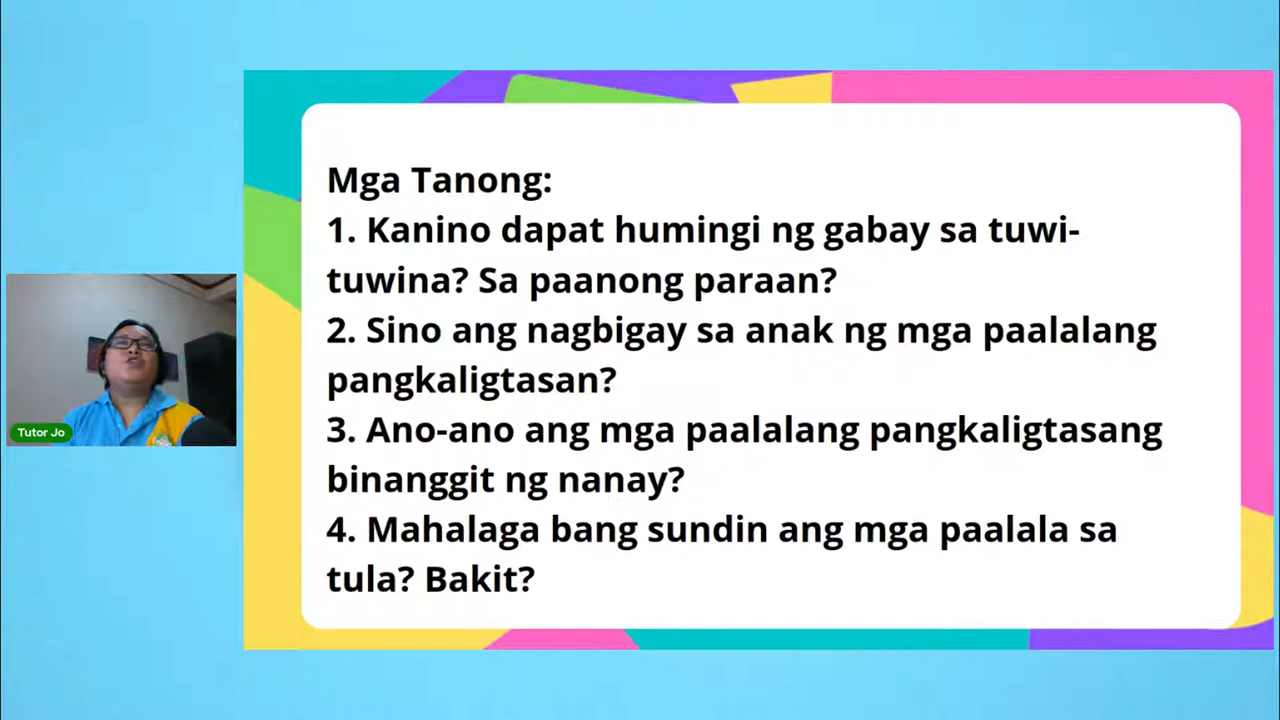 Mga Tanong:
1. Kanino dapat humingi ng gabay sa tuwi-
tuwina? Sa paanong paraan?
2. Sino ang nagbigay sa anak ng mga paalalang
pangkaligtasan?
3. Ano-ano ang mga paalalang pangkaligtasang
binanggit ng nanay?
4. Mahalaga bang sundin ang mga paalala sa
tula? Bakit?
Tutor Jo